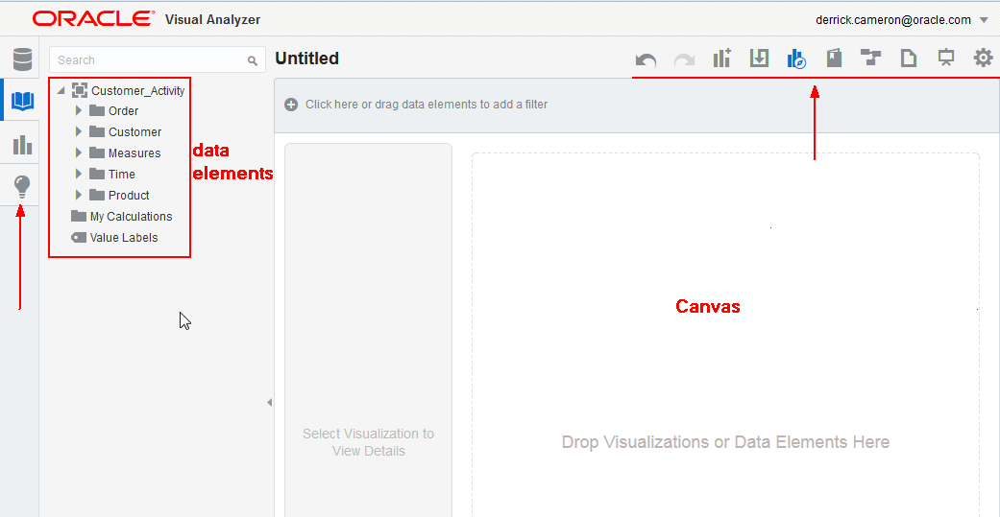 ORACLE® Visual Analyzer
derrick.cameron@oracle.com
Search
Untitled
Customer_Activity
Order
Customer
Measures
Time
Product
My Calculations
Value Labels
data
elements
Click here or drag data elements to add a filter
Select Visualization to
View Details
Canvas
Drop Visualizations or Data Elements Here